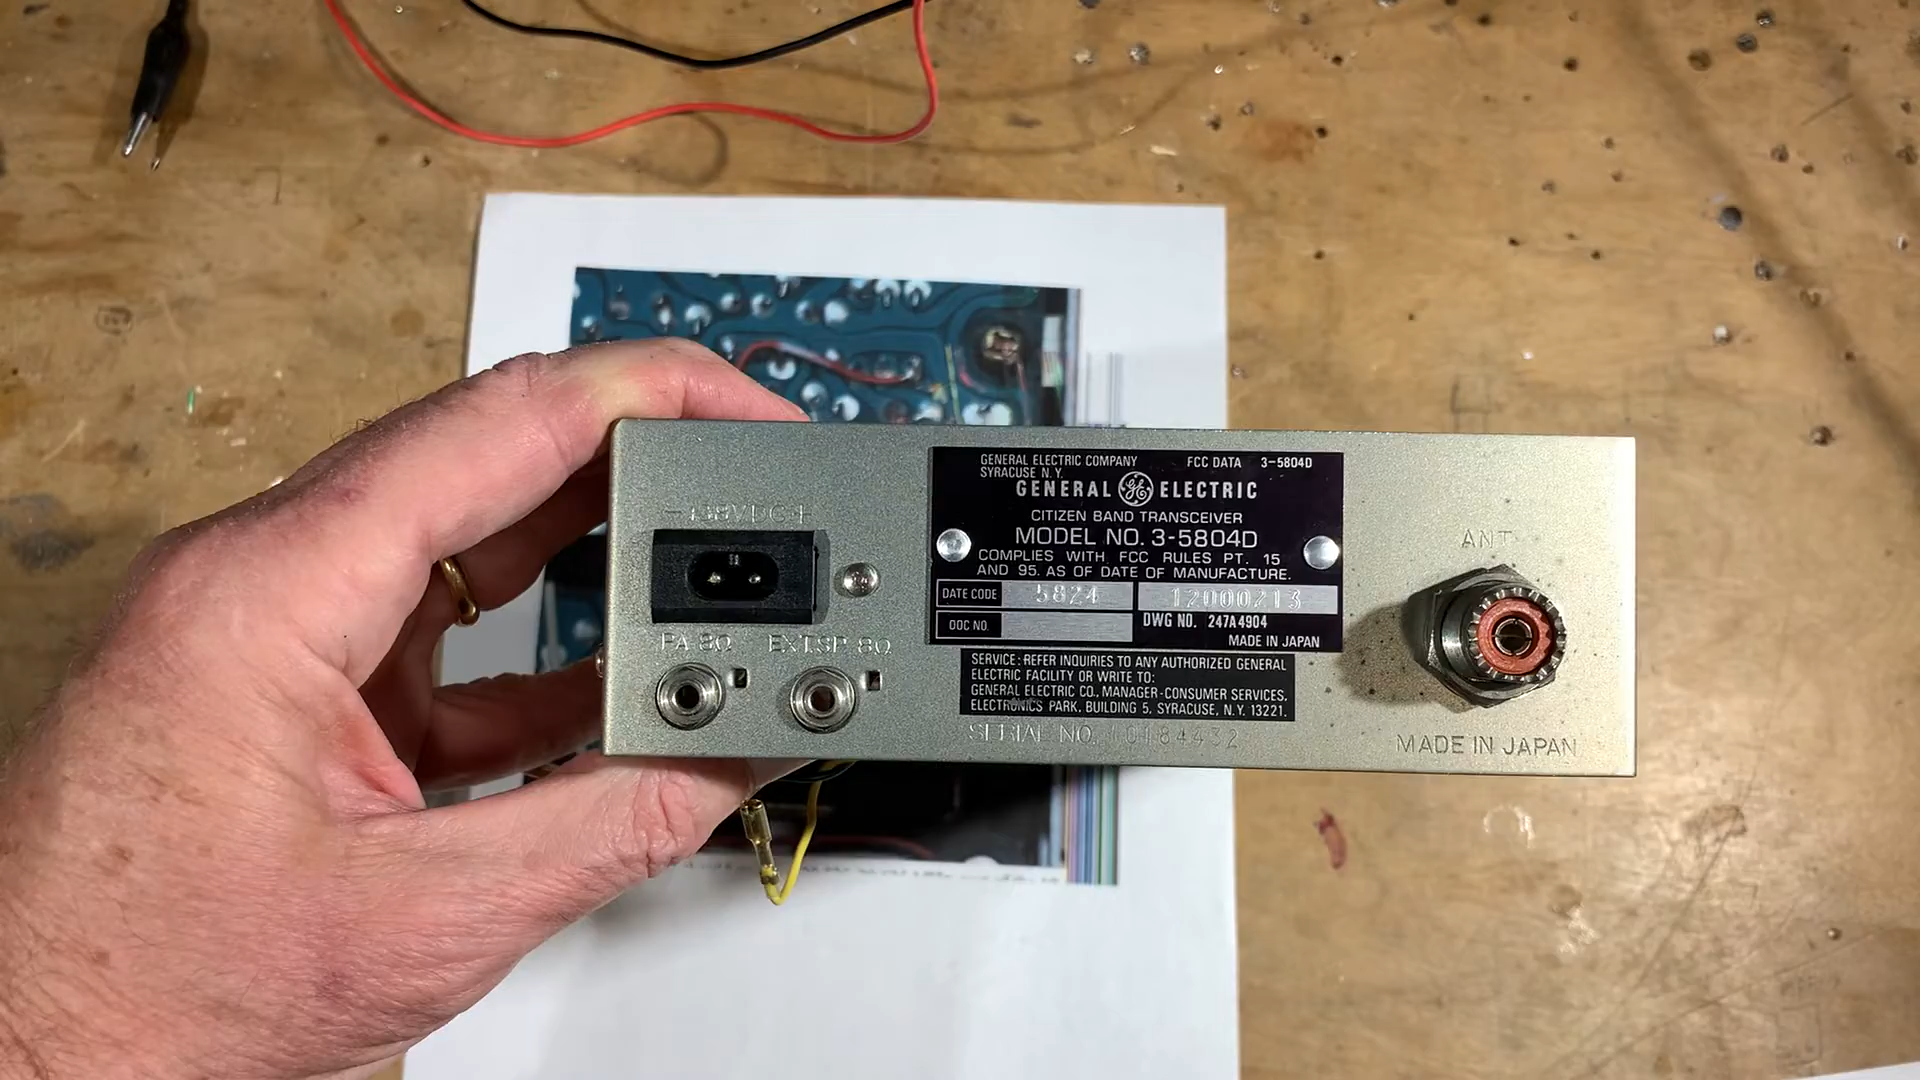 - 13.8VDC +
PA 8Ω EXT.SP 8Ω
GENERAL ELECTRIC COMPANY FCC DATA 3-5804D
SYRACUSE N.Y.
GENERAL GE ELECTRIC
CITIZEN BAND TRANSCEIVER
MODEL NO. 3-5804D
COMPLIES WITH FCC RULES PT. 15
AND 95. AS OF DATE OF MANUFACTURE.
DATE CODE 5824 12000213
DOC NO. DWG NO. 247A4904
MADE IN JAPAN
SERVICE: REFER INQUIRIES TO ANY AUTHORIZED GENERAL
ELECTRIC FACILITY OR WRITE TO:
GENERAL ELECTRIC CO., MANAGER-CONSUMER SERVICES,
ELECTRONICS PARK, BUILDING 5, SYRACUSE, N.Y. 13221.
SERIAL NO. 10184432
ANT
MADE IN JAPAN